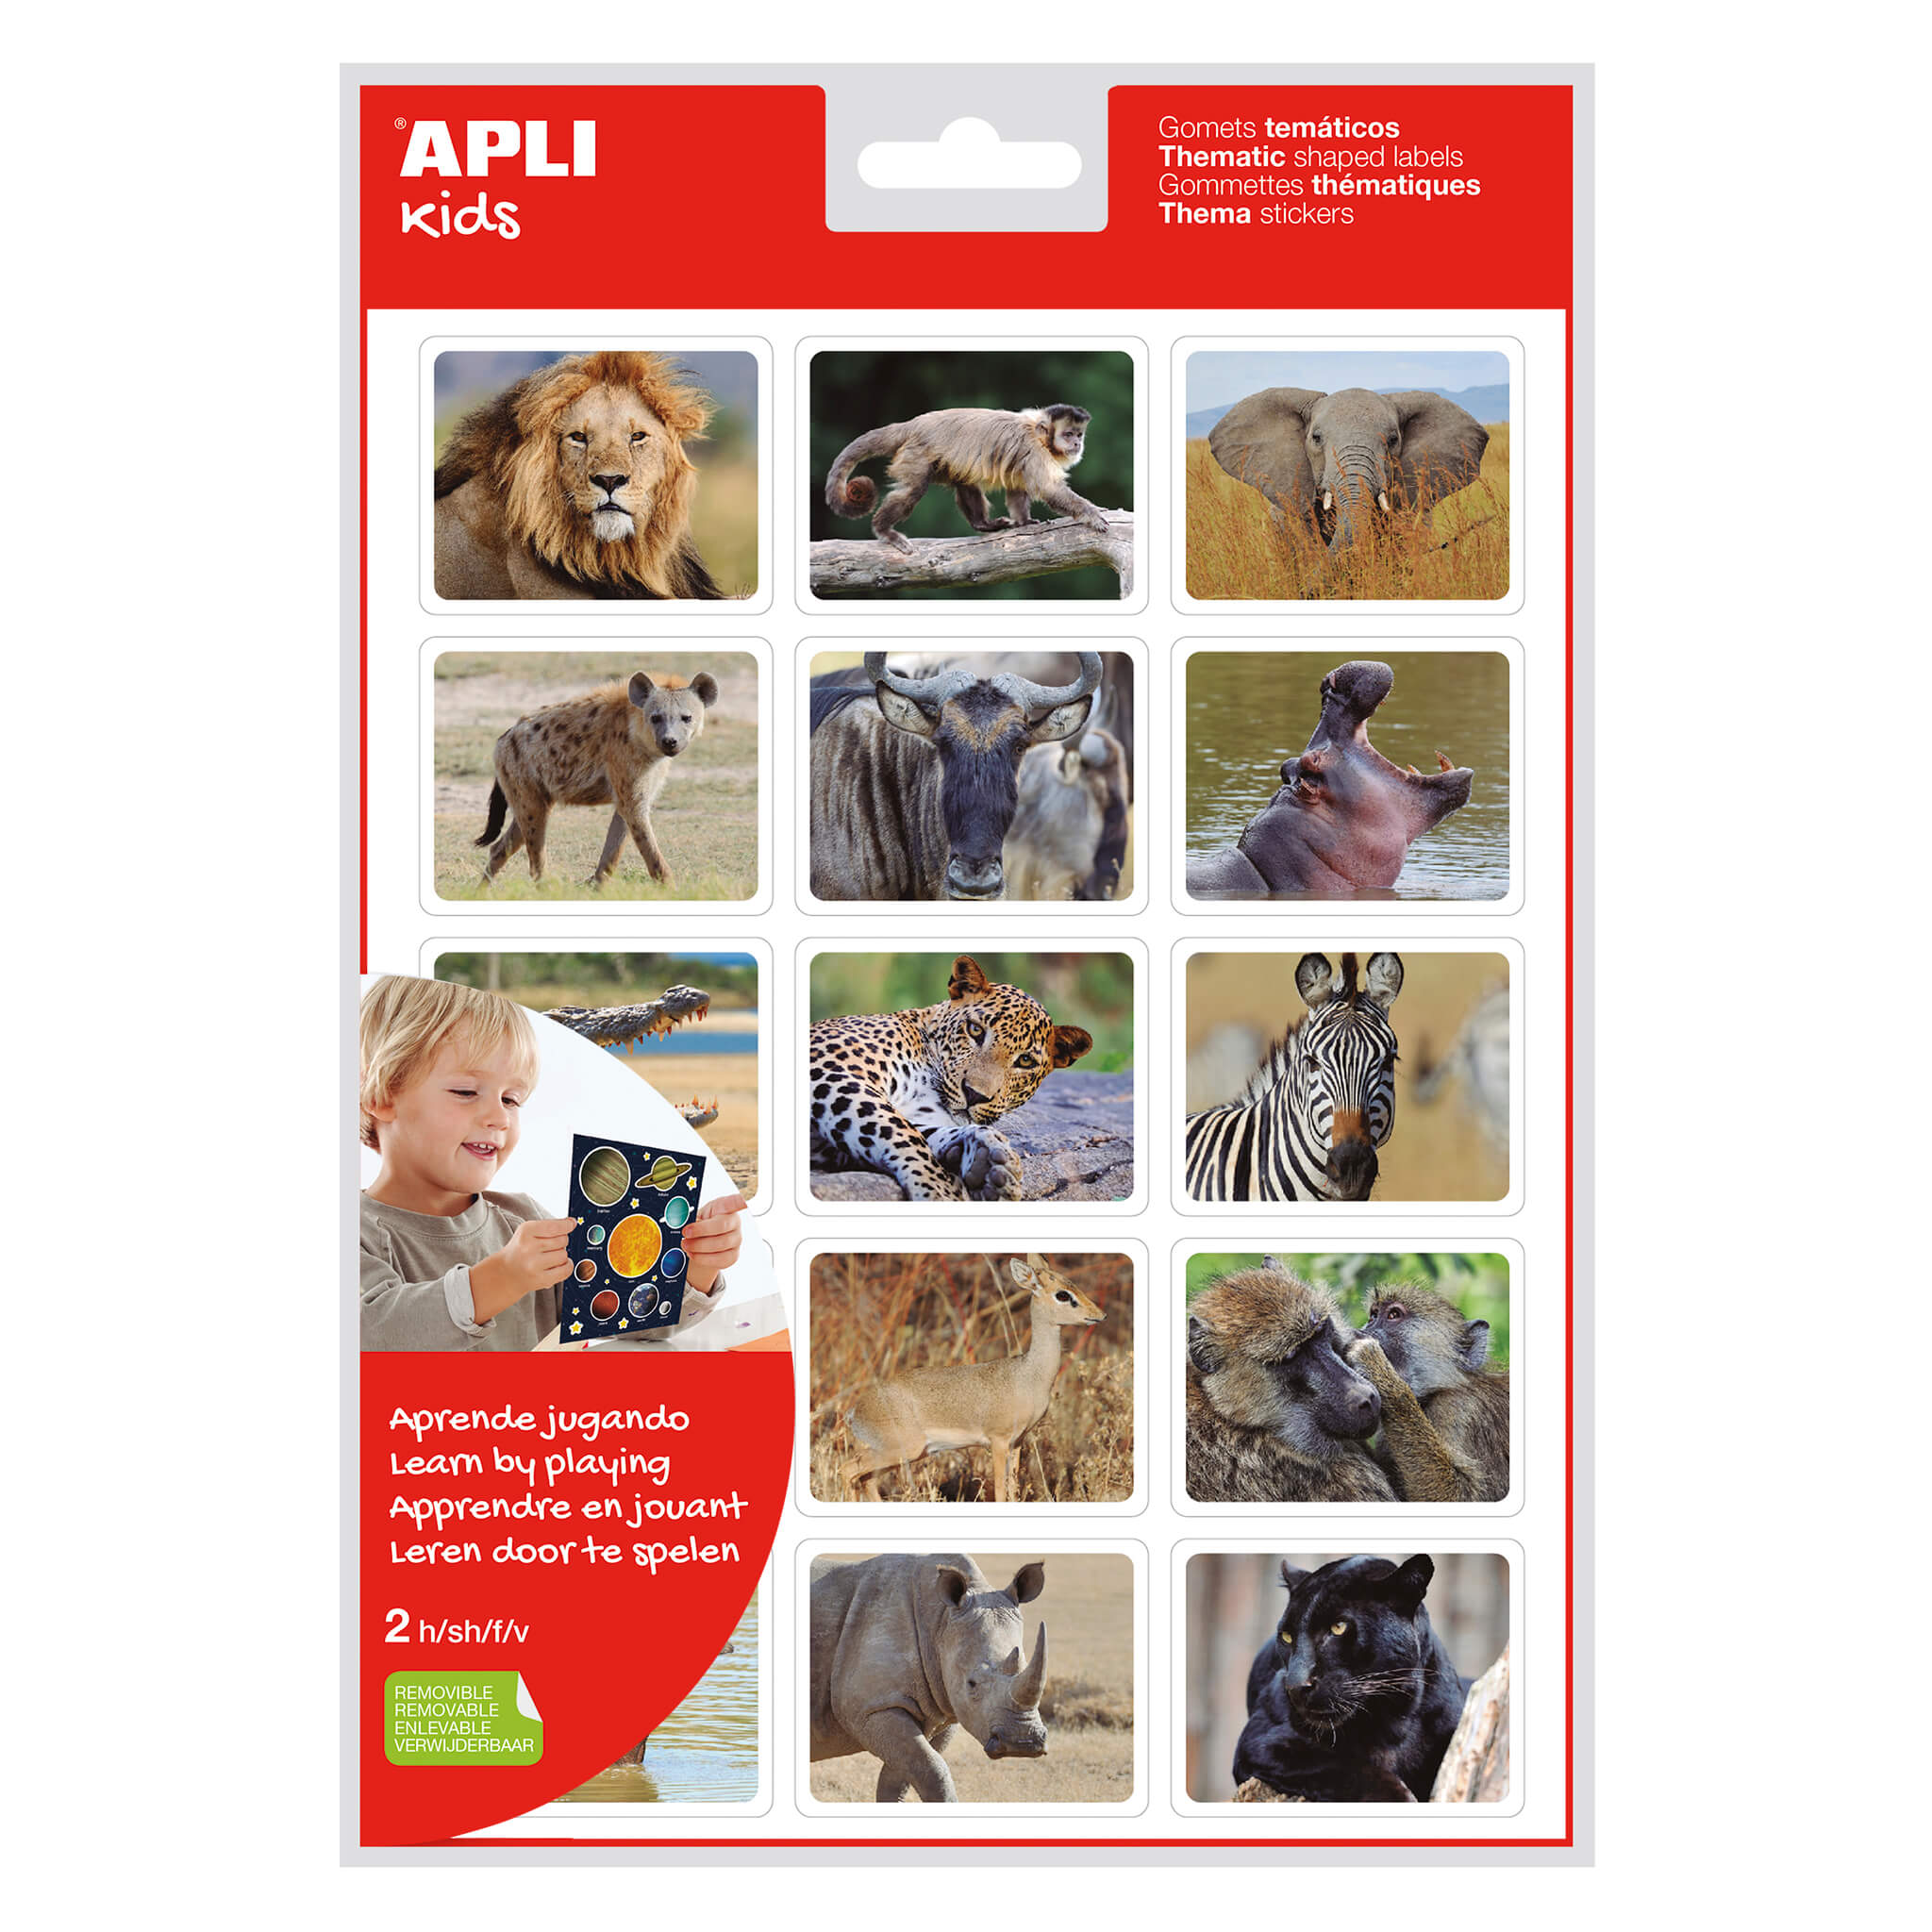 ® APLI
kids
Gomets temáticos
Thematic shaped labels
Gommettes thématiques
Thema stickers
Aprende jugando
Learn by playing
Apprendre en jouant
Leren door te spelen
2 h/sh/f/v
REMOVIBLE
REMOVABLE
ENLEVABLE
VERWIJDERBAAR